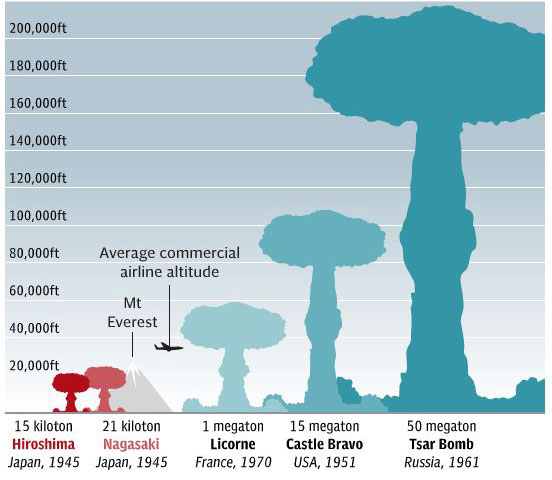 200,000ft
180,000ft
160,000ft
140,000ft
120,000ft
100,000ft
80,000ft
Average commercial
airline altitude
60,000ft
Mt
Everest
40,000ft
20,000ft
15 kiloton
Hiroshima
Japan, 1945
21 kiloton
Nagasaki
Japan, 1945
1 megaton
Licorne
France, 1970
15 megaton
Castle Bravo
USA, 1951
50 megaton
Tsar Bomb
Russia, 1961